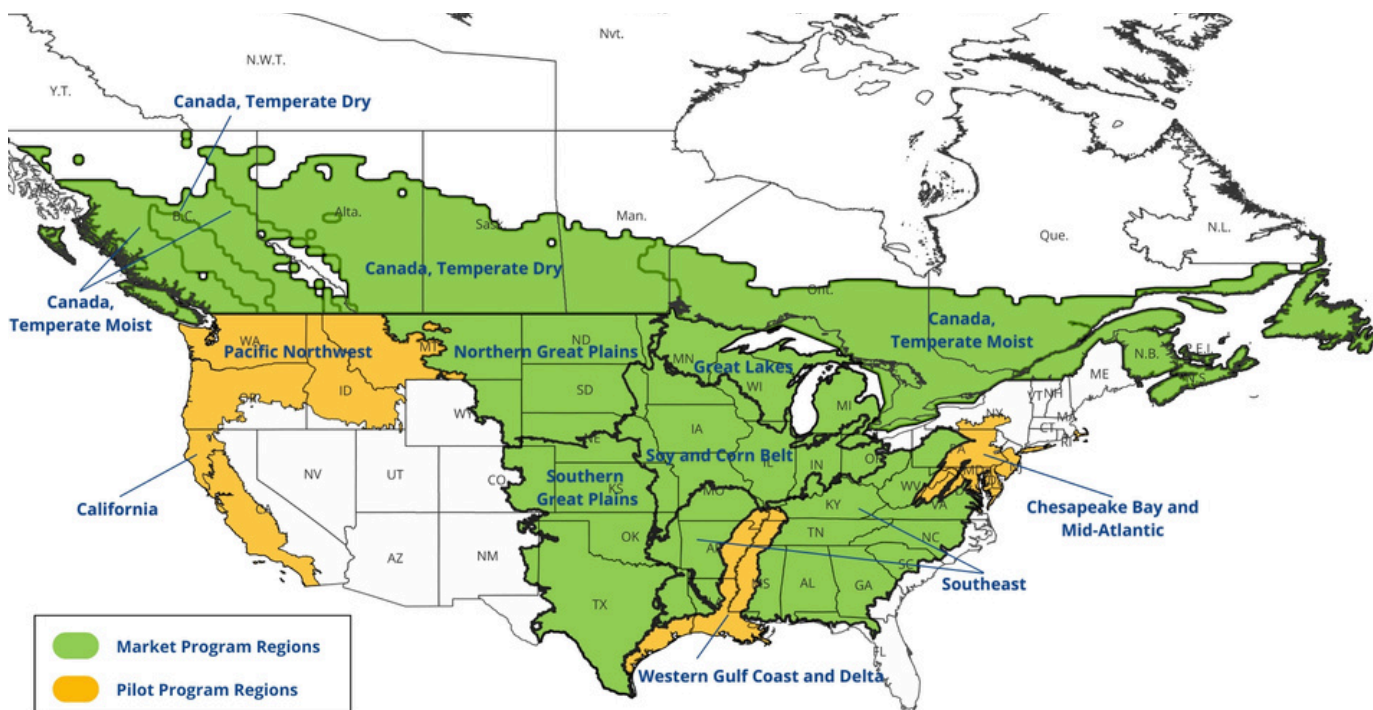 Nvt.
N.W.T.
Y.T.
Canada, Temperate Dry
B.C.
Alta.
Sask.
Man.
Que.
N.L.
Ont.
Canada, Temperate Dry
Canada,
Temperate Moist
Canada,
Temperate Moist
N.B.
P.E.I.
N.S.
WA
Pacific Northwest
MT
Northern Great Plains
ND
MN
Great Lakes
WI
MI
ME
VT
NH
MA
CT
RI
NY
OR
ID
WY
SD
NE
IA
Soy and Corn Belt
IL
IN
OH
PA
NJ
MD
WV
VA
NV
UT
CO
Southern
Great Plains
KS
MO
KY
Chesapeake Bay and
Mid-Atlantic
California
CA
AZ
NM
OK
AR
TN
NC
SC
Southeast
TX
MS
AL
GA
FL
Western Gulf Coast and Delta
Market Program Regions
Pilot Program Regions